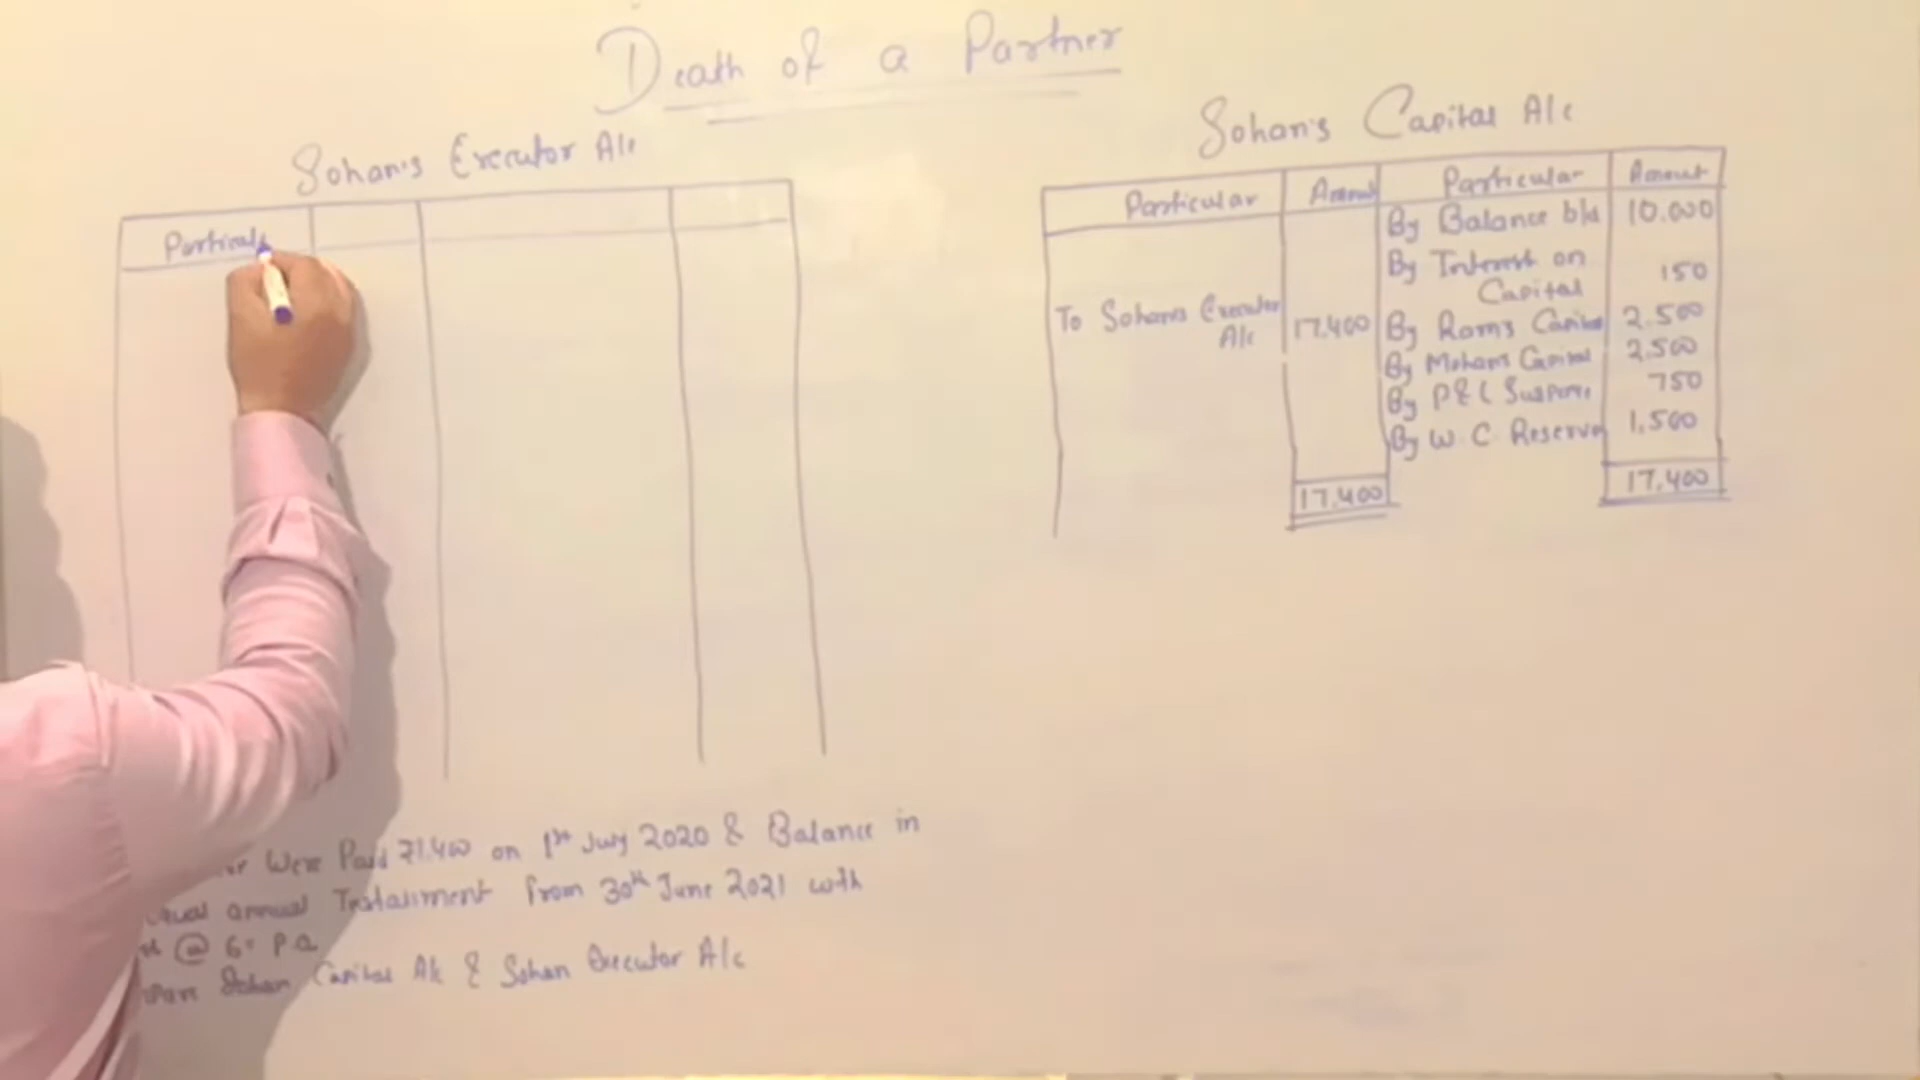 Death of a Partner
Sohan's Executor A/c
Particula
Sohan's Capital A/c
Particular Amount Particular Amount
By Balance b/d 10.000
By Interest on
Capital 150
To Sohan's Executor
A/c 17.400 By Ram's Capital 2.500
By Mohan's Capital 2.500
By P&L Suspense 750
By W.C Reserve 1.500
17.400 17.400
were Paid ₹1.400 on 1st July 2020 & Balance in
annual Installment from 30th June 2021 with
@ 6% P.a
Sohan Capital A/c & Sohan Executor A/c